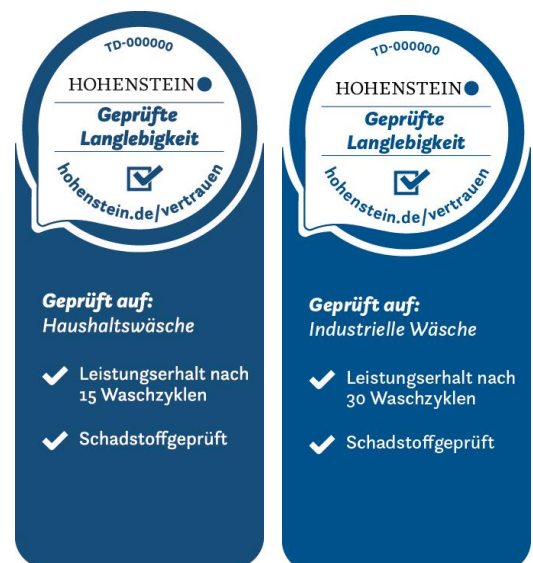 TD-000000
HOHENSTEIN
Geprüfte
Langlebigkeit
hohenstein.de/vertrauen
Geprüft auf:
Haushaltswäsche
Leistungserhalt nach
15 Waschzyklen
Schadstoffgeprüft
TD-000000
HOHENSTEIN
Geprüfte
Langlebigkeit
hohenstein.de/vertrauen
Geprüft auf:
Industrielle Wäsche
Leistungserhalt nach
30 Waschzyklen
Schadstoffgeprüft